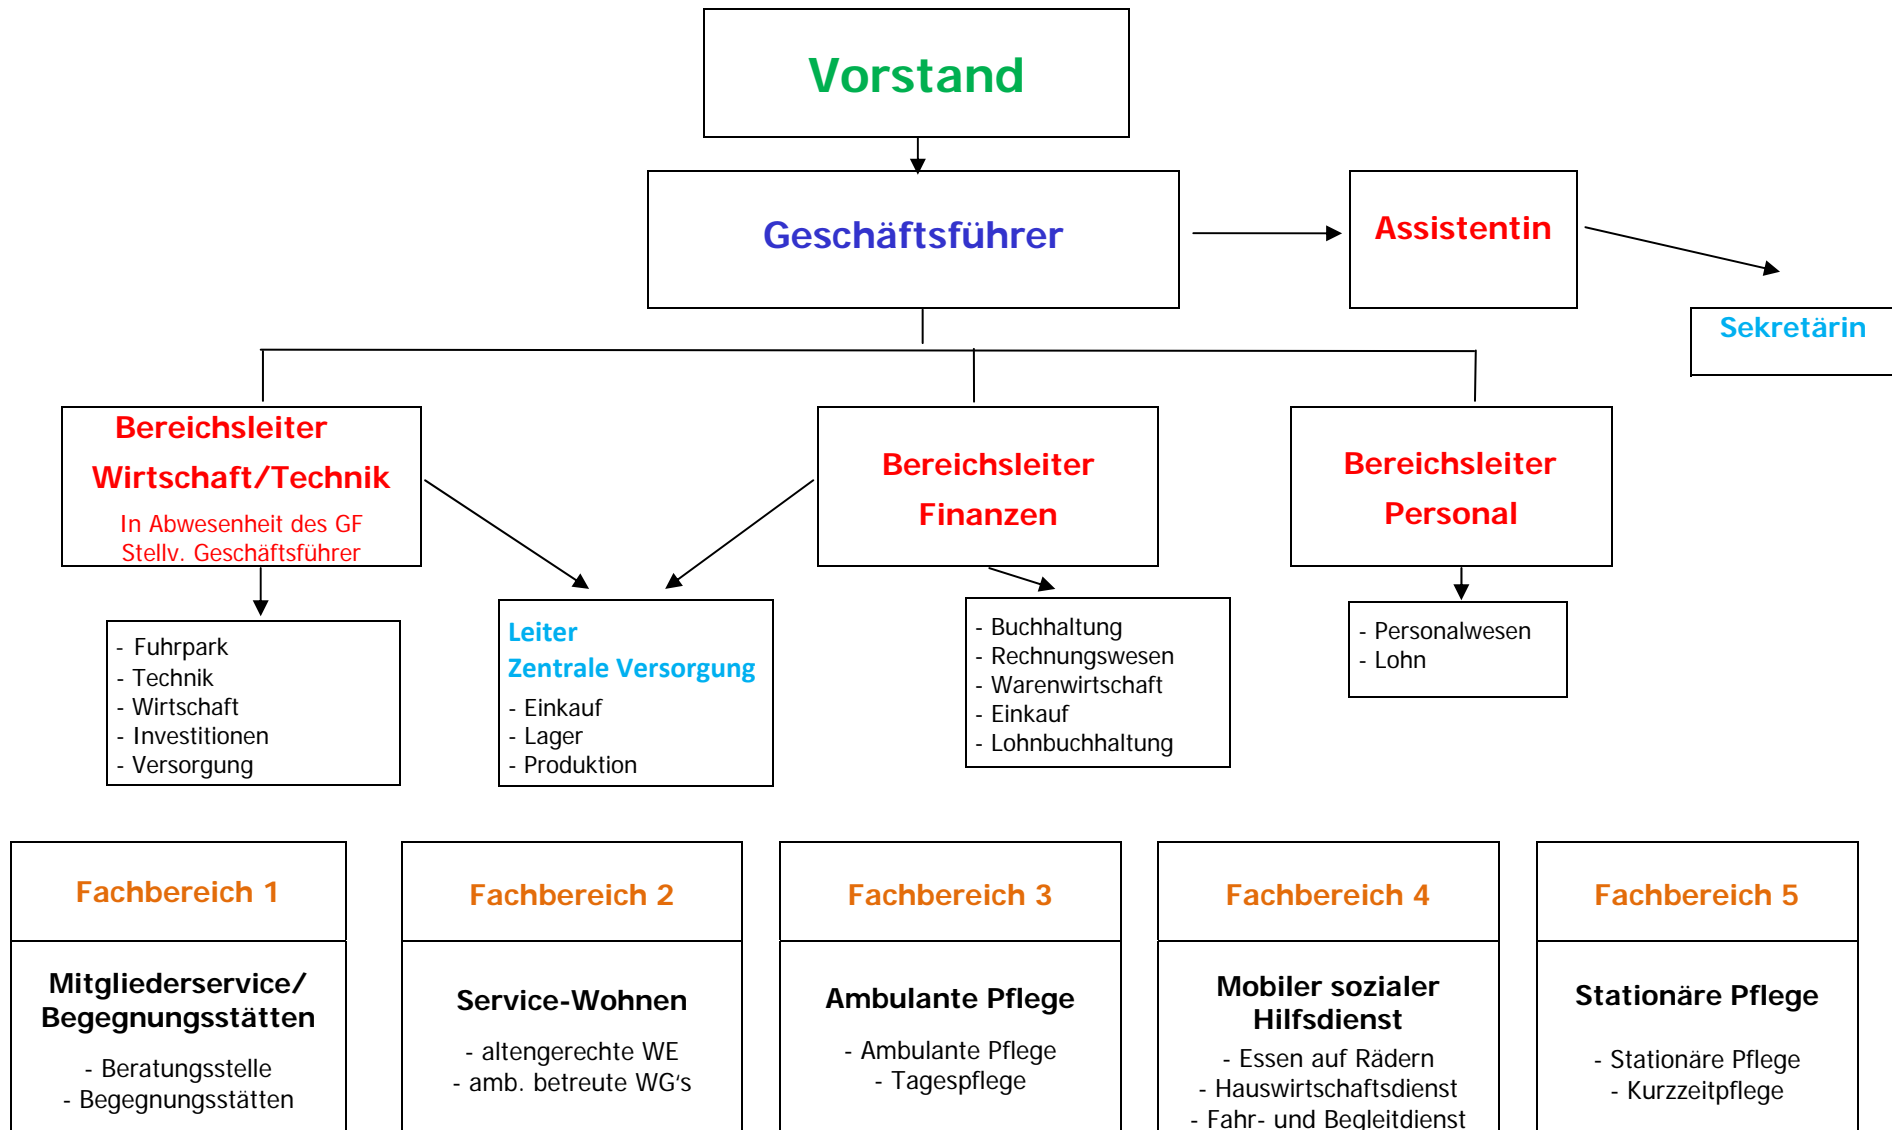 Vorstand
Geschäftsführer
Assistentin
Sekretärin
Bereichsleiter
Wirtschaft/Technik
In Abwesenheit des GF
Stellv. Geschäftsführer
Bereichsleiter
Finanzen
Bereichsleiter
Personal
- Fuhrpark
- Technik
- Wirtschaft
- Investitionen
- Versorgung
Leiter
Zentrale Versorgung
- Einkauf
- Lager
- Produktion
- Buchhaltung
- Rechnungswesen
- Warenwirtschaft
- Einkauf
- Lohnbuchhaltung
- Personalwesen
- Lohn
Fachbereich 1
Mitgliederservice/
Begegnungsstätten
- Beratungsstelle
- Begegnungsstätten
Fachbereich 2
Service-Wohnen
- altengerechte WE
- amb. betreute WG‘s
Fachbereich 3
Ambulante Pflege
- Ambulante Pflege
- Tagespflege
Fachbereich 4
Mobiler sozialer
Hilfsdienst
- Essen auf Rädern
- Hauswirtschaftsdienst
- Fahr- und Begleitdienst
Fachbereich 5
Stationäre Pflege
- Stationäre Pflege
- Kurzzeitpflege